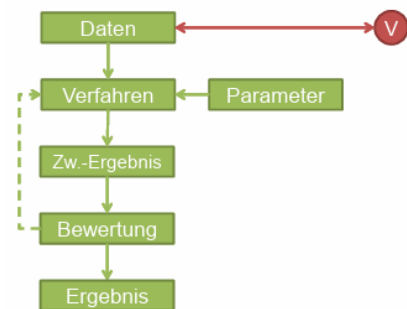 Daten
V
Verfahren
Parameter
Zw.-Ergebnis
Bewertung
Ergebnis